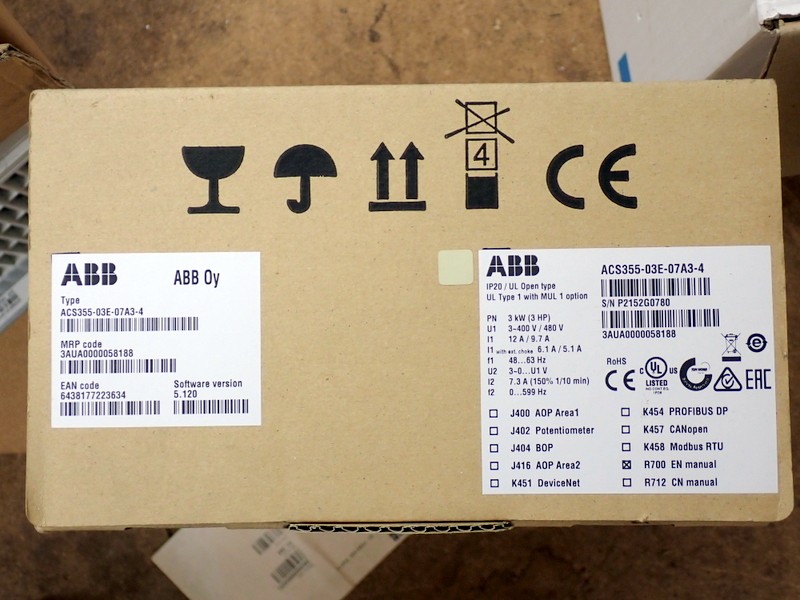 4
CE
ABB
ABB Oy
Type
ACS355-03E-07A3-4
MRP code
3AUA0000058188
EAN code
6438177223634
Software version
5.120
ABB
ACS355-03E-07A3-4
IP20 / UL Open type
UL Type 1 with MUL 1 option
S/N P2152G0780
3AUA0000058188
PN 3 kW (3 HP)
U1 3~400 V / 480 V
I1 12 A / 9.7 A
I1 with ext. choke 6.1 A / 5.1 A
f1 48...63 Hz
U2 3~0...U1 V
I2 7.3 A (150% 1/10 min)
f2 0...599 Hz
RoHS
CE
C UL US
LISTED
EAC
J400 AOP Area1
J402 Potentiometer
J404 BOP
J416 AOP Area2
K451 DeviceNet
K454 PROFIBUS DP
K457 CANopen
K458 Modbus RTU
R700 EN manual
R712 CN manual